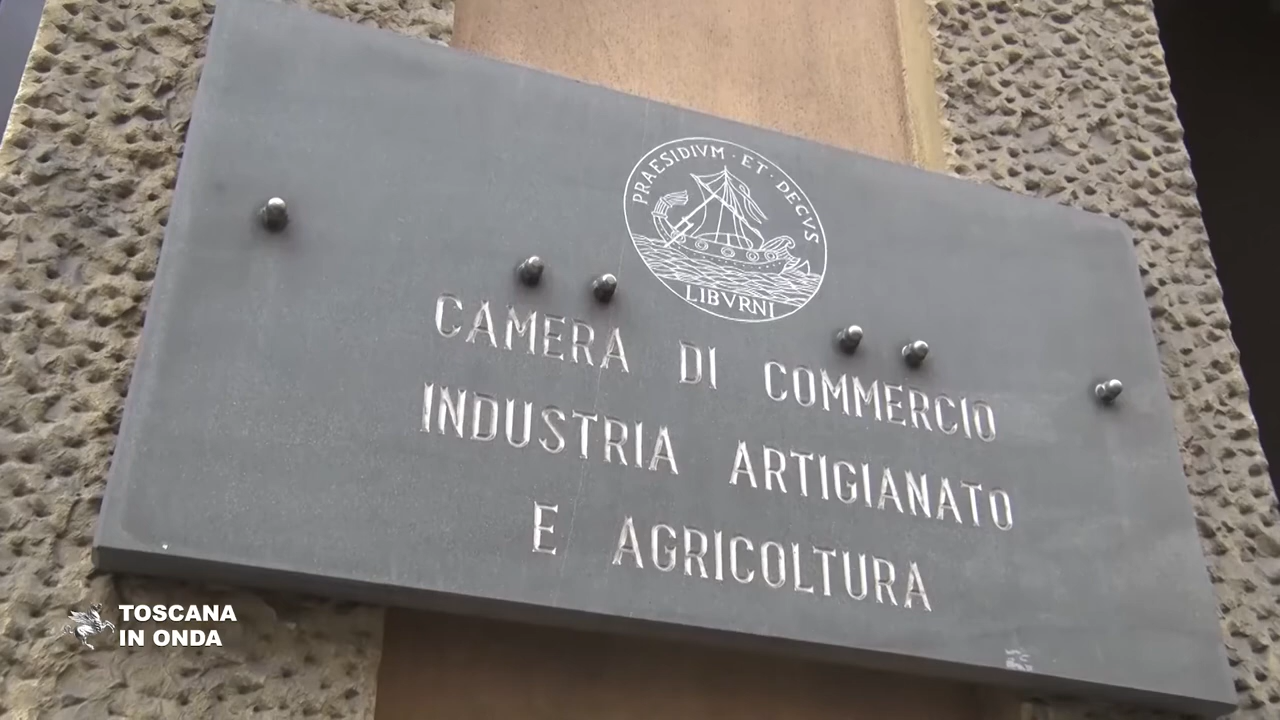 PRAESIDIVM · ET · DECVS
LIBVRNI
CAMERA DI COMMERCIO
INDUSTRIA ARTIGIANATO
E AGRICOLTURA
TOSCANA
IN ONDA